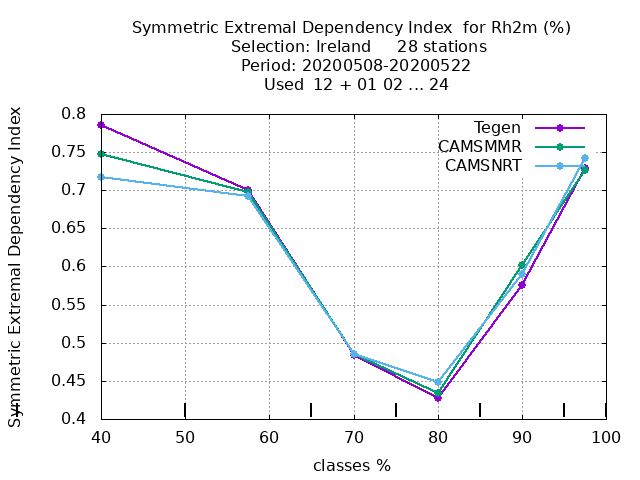 Symmetric Extremal Dependency Index for Rh2m (%)
Selection: Ireland 28 stations
Period: 20200508-20200522
Used 12 + 01 02 ... 24
Symmetric Extremal Dependency Index
0.8
0.75
0.7
0.65
0.6
0.55
0.5
0.45
0.4
Tegen
CAMSMMR
CAMSNRT
40 50 60 70 80 90 100
classes %